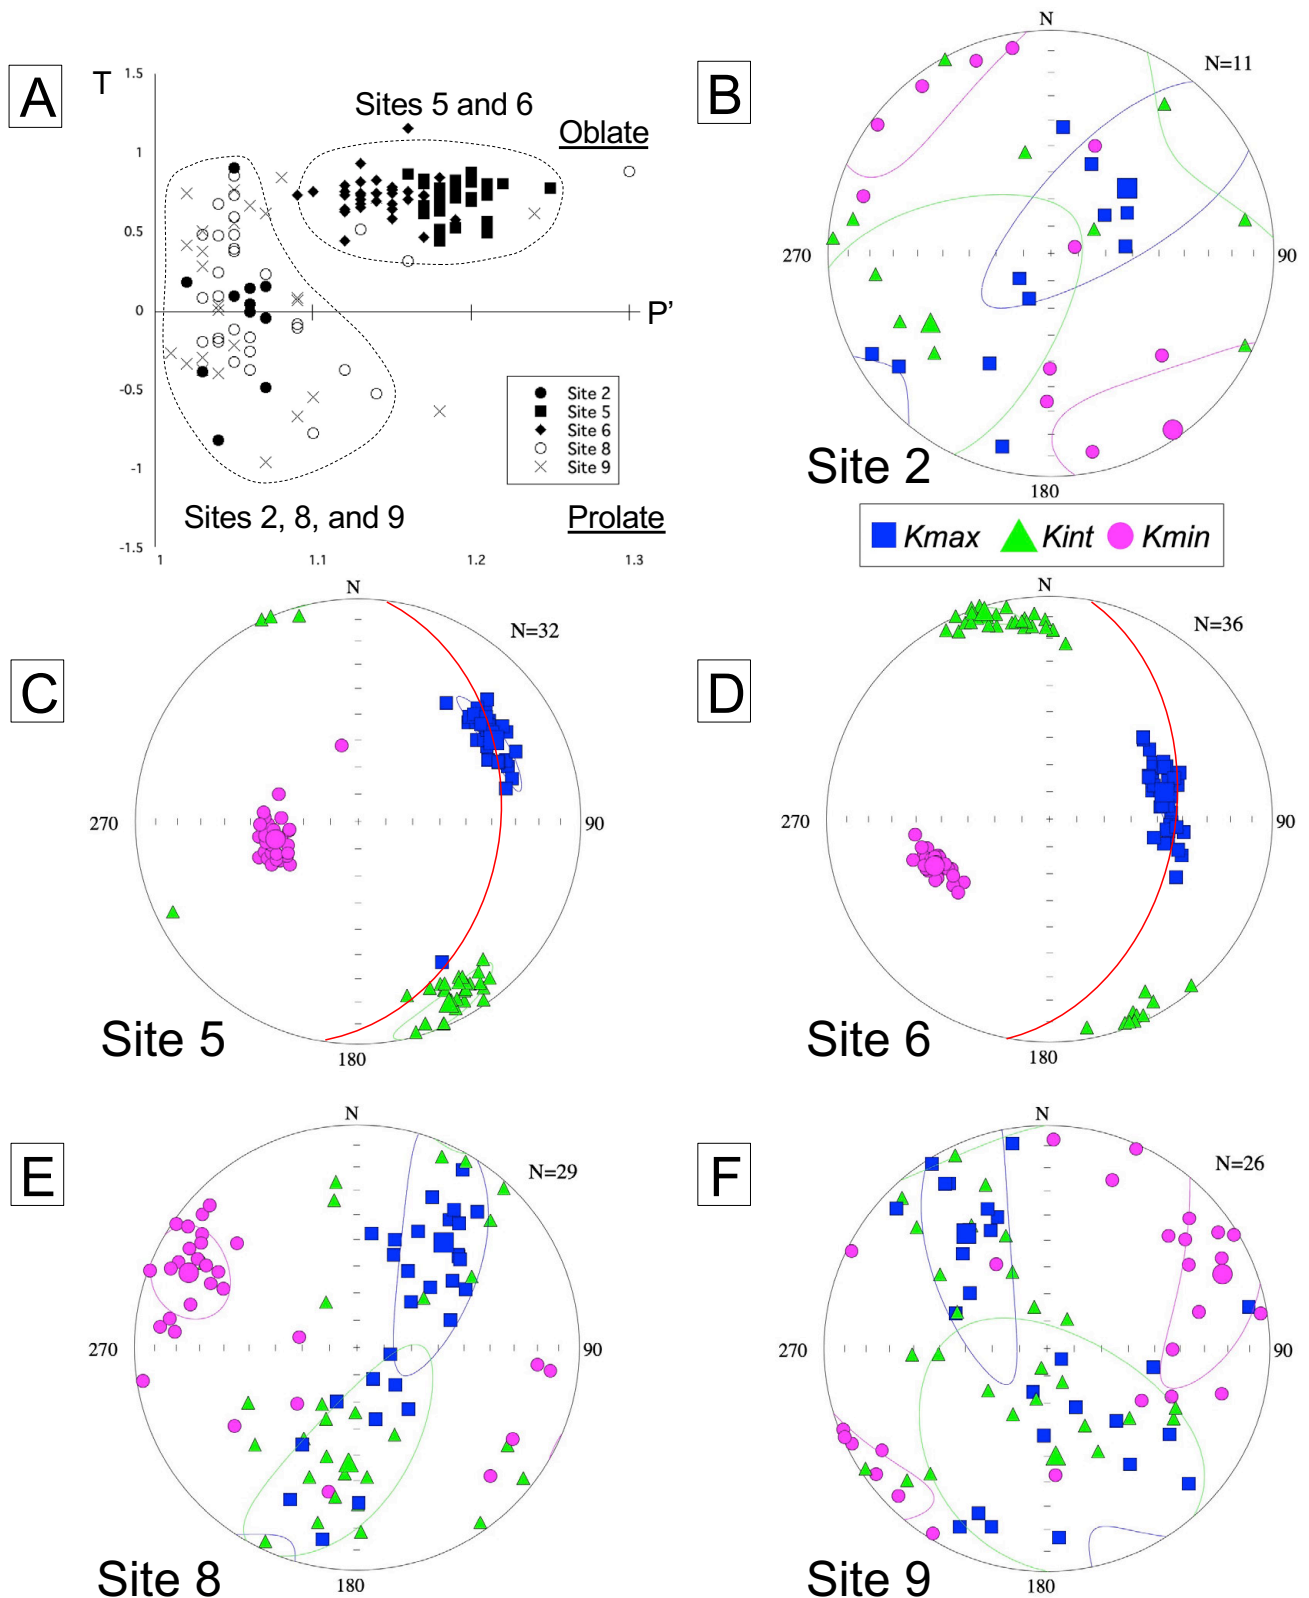 A
T
1.5
1
0.5
0
-0.5
-1
-1.5
1
1.1
1.2
1.3
P’
Sites 5 and 6
Oblate
Sites 2, 8, and 9
Prolate
Site 2
Site 5
Site 6
Site 8
Site 9
B
N
N=11
270
90
180
Site 2
Kmax Kint Kmin
C
N
N=32
270
90
180
Site 5
D
N
N=36
270
90
180
Site 6
E
N
N=29
270
90
180
Site 8
F
N
N=26
270
90
180
Site 9